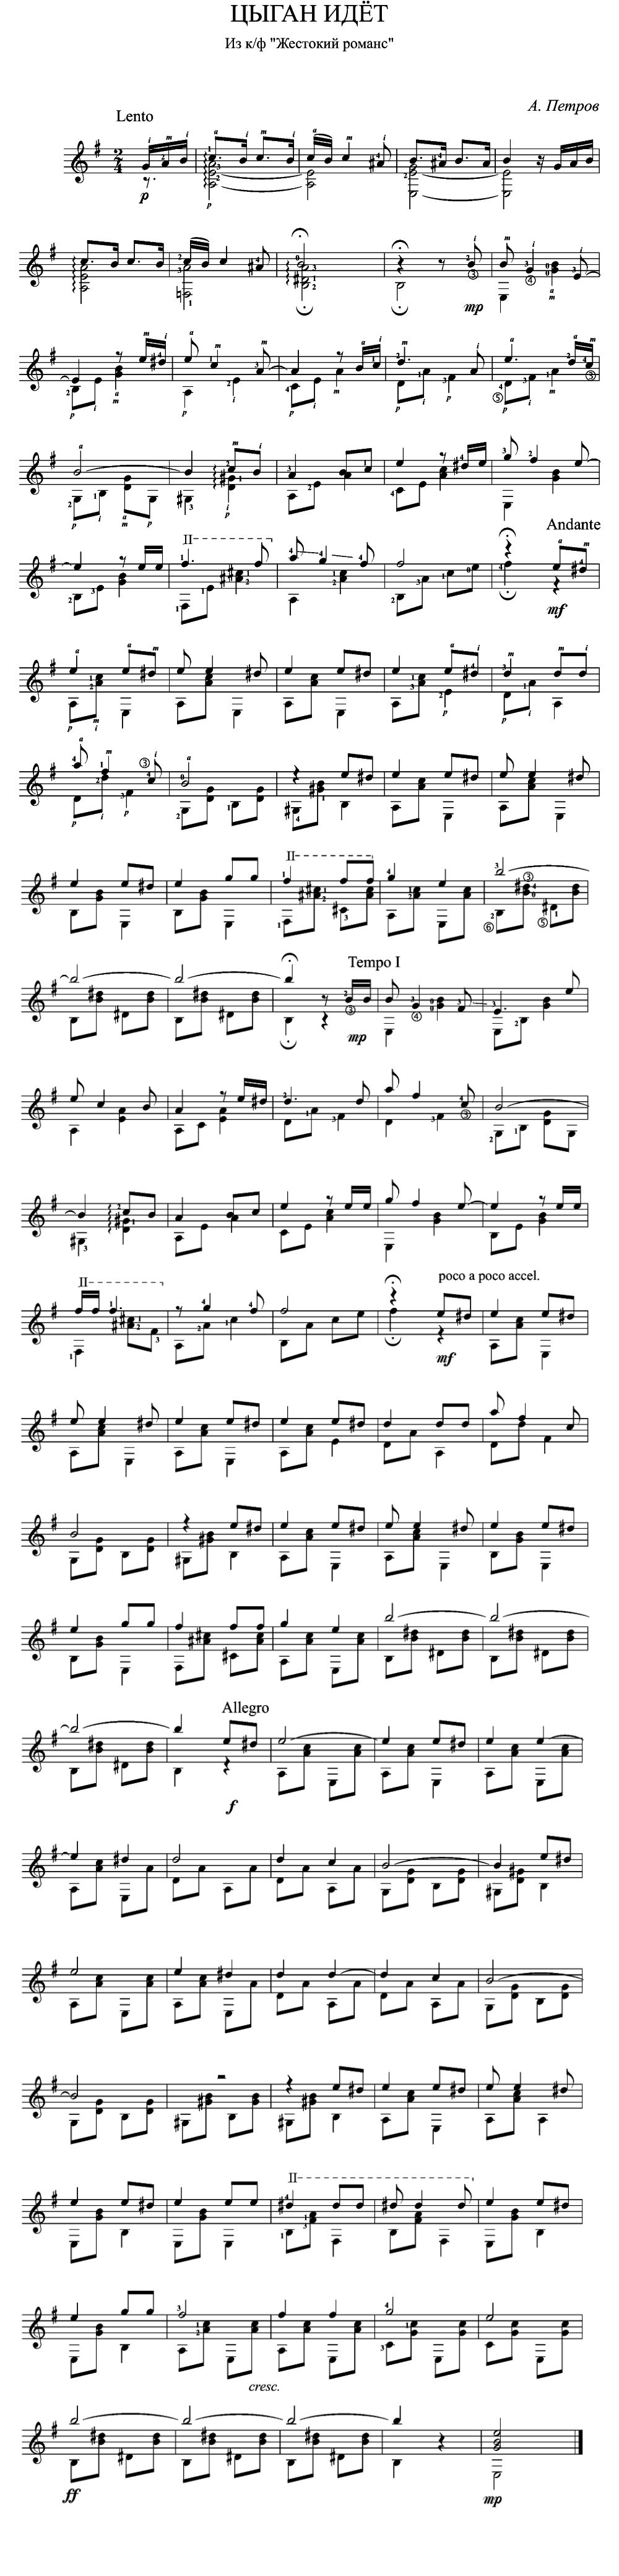 ЦЫГАН ИДЁТ
Из к/ф "Жестокий романс"
А. Петров
Lento
p
mp
II
Andante
mf
II
Tempo I
mp
II
poco a poco accel.
mf
Allegro
f
II
cresc.
ff
mp